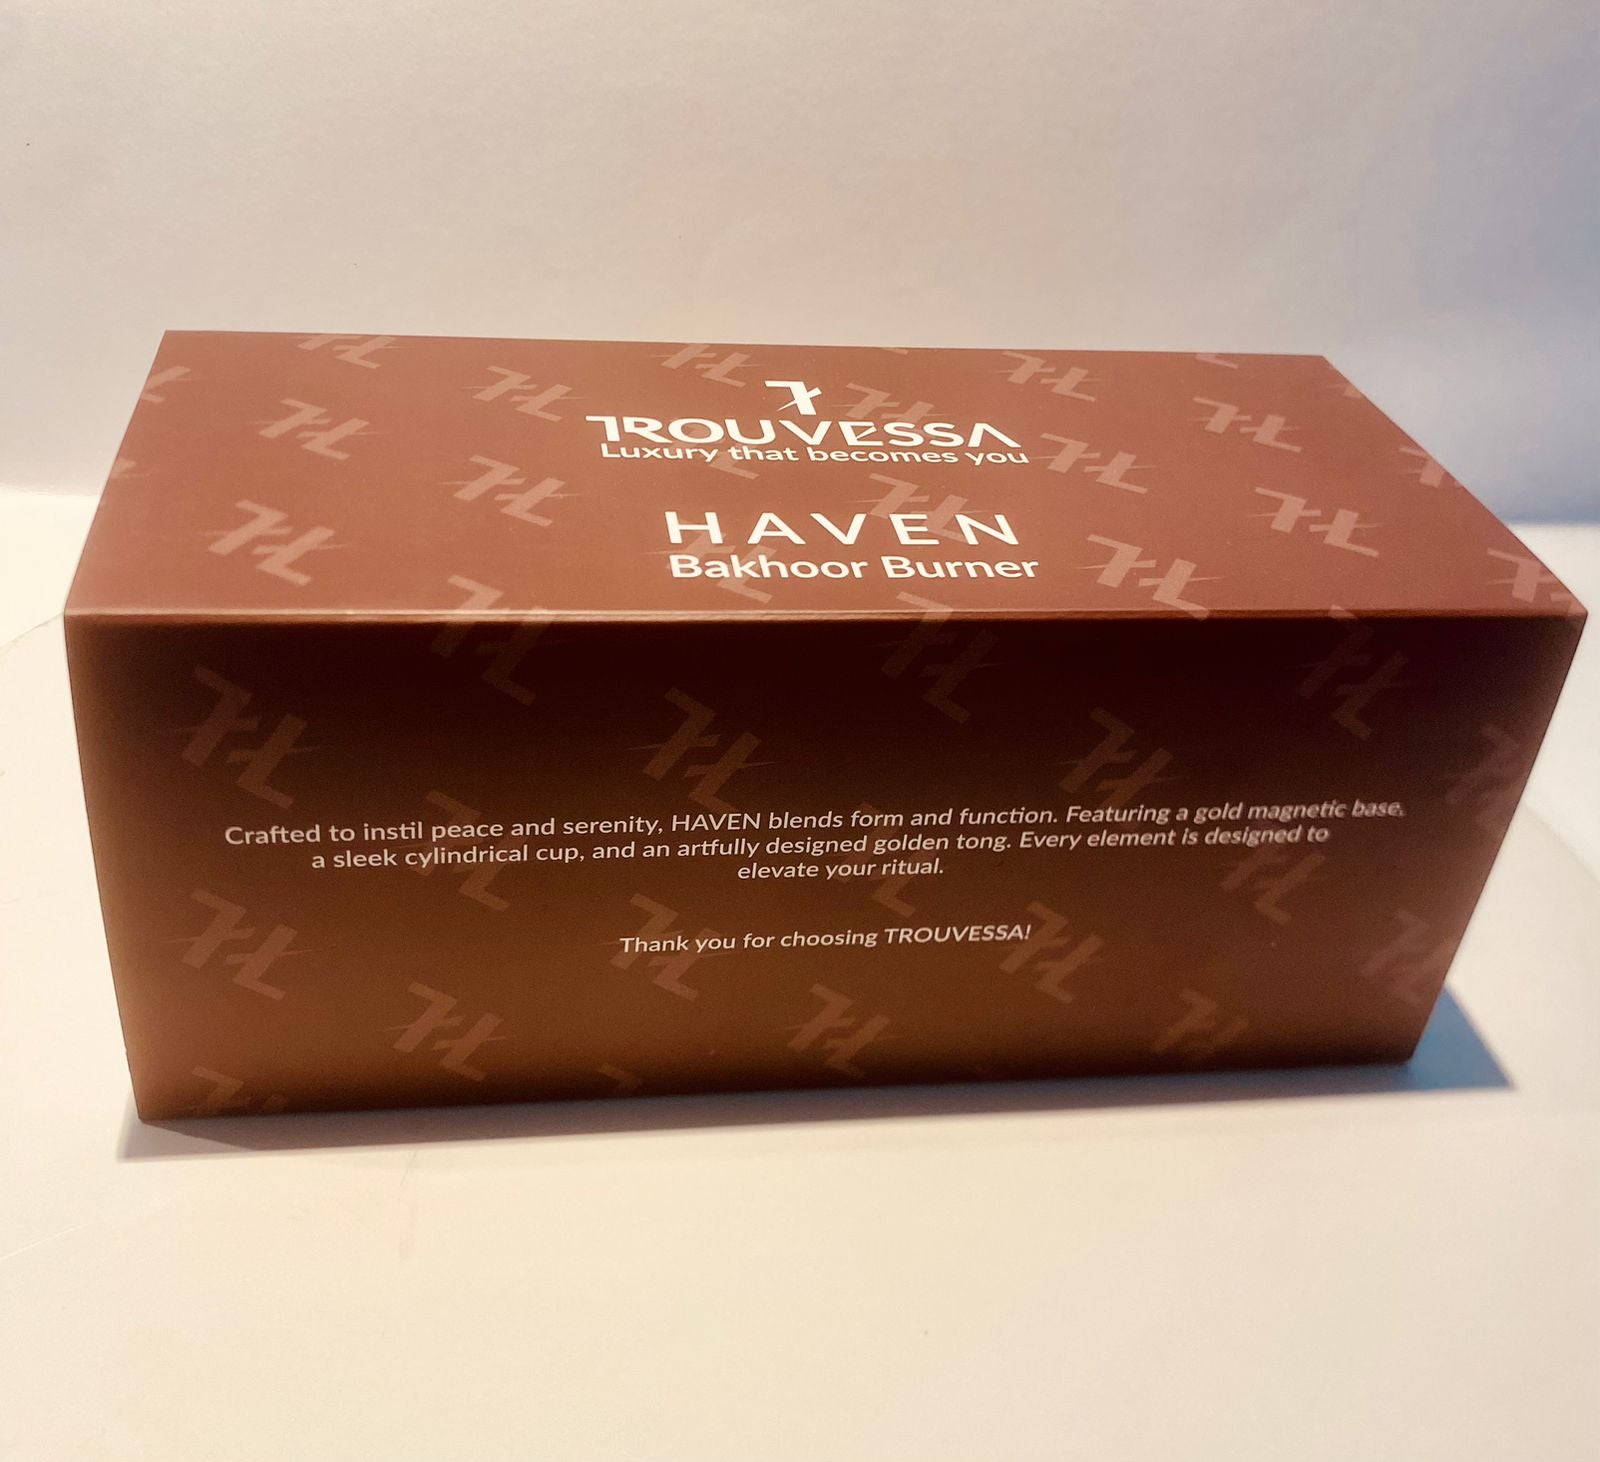 TROUVESSA
Luxury that becomes you
HAVEN
Bakhoor Burner
Crafted to instil peace and serenity, HAVEN blends form and function. Featuring a gold magnetic base,
a sleek cylindrical cup, and an artfully designed golden tong. Every element is designed to
elevate your ritual.
Thank you for choosing TROUVESSA!